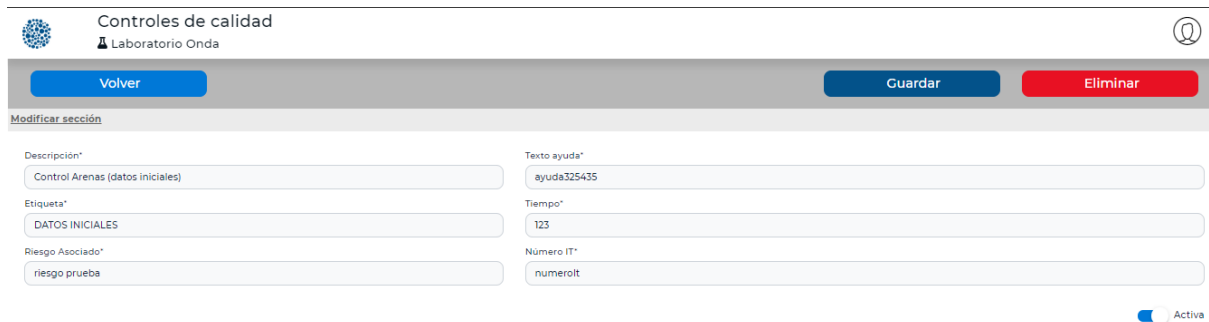 Controles de calidad
Laboratorio Onda
Volver
Guardar
Eliminar
Modificar sección
Descripción*
Texto ayuda*
Control Arenas (datos iniciales)
ayuda325435
Etiqueta*
Tiempo*
DATOS INICIALES
123
Riesgo Asociado*
Número IT*
riesgo prueba
numeroIt
Activa